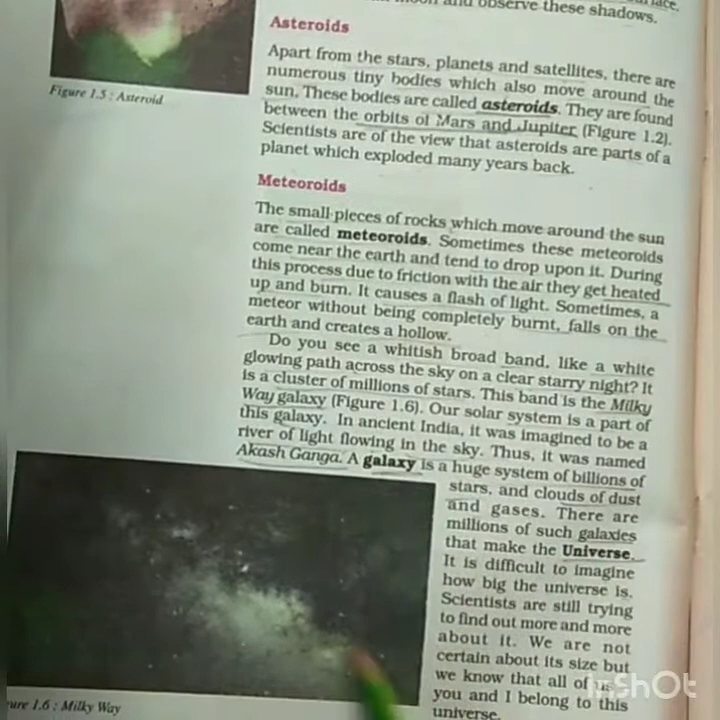 moon and observe these shadows.
Asteroids
Apart from the stars, planets and satellites, there are
numerous tiny bodies which also move around the
sun. These bodies are called asteroids. They are found
between the orbits of Mars and Jupiter (Figure 1.2).
Scientists are of the view that asteroids are parts of a
planet which exploded many years back.
Figure 1.5 : Asteroid
Meteoroids
The small pieces of rocks which move around the sun
are called meteoroids. Sometimes these meteoroids
come near the earth and tend to drop upon it. During
this process due to friction with the air they get heated
up and burn. It causes a flash of light. Sometimes, a
meteor without being completely burnt, falls on the
earth and creates a hollow.
Do you see a whitish broad band, like a white
glowing path across the sky on a clear starry night? It
is a cluster of millions of stars. This band is the Milky
Way galaxy (Figure 1.6). Our solar system is a part of
this galaxy. In ancient India, it was imagined to be a
river of light flowing in the sky. Thus, it was named
Akash Ganga. A galaxy is a huge system of billions of
stars, and clouds of dust
and gases. There are
millions of such galaxies
that make the Universe.
It is difficult to imagine
how big the universe is.
Scientists are still trying
to find out more and more
about it. We are not
certain about its size but
we know that all of us –
you and I belong to this
universe.
ure 1.6 : Milky Way
inshOt